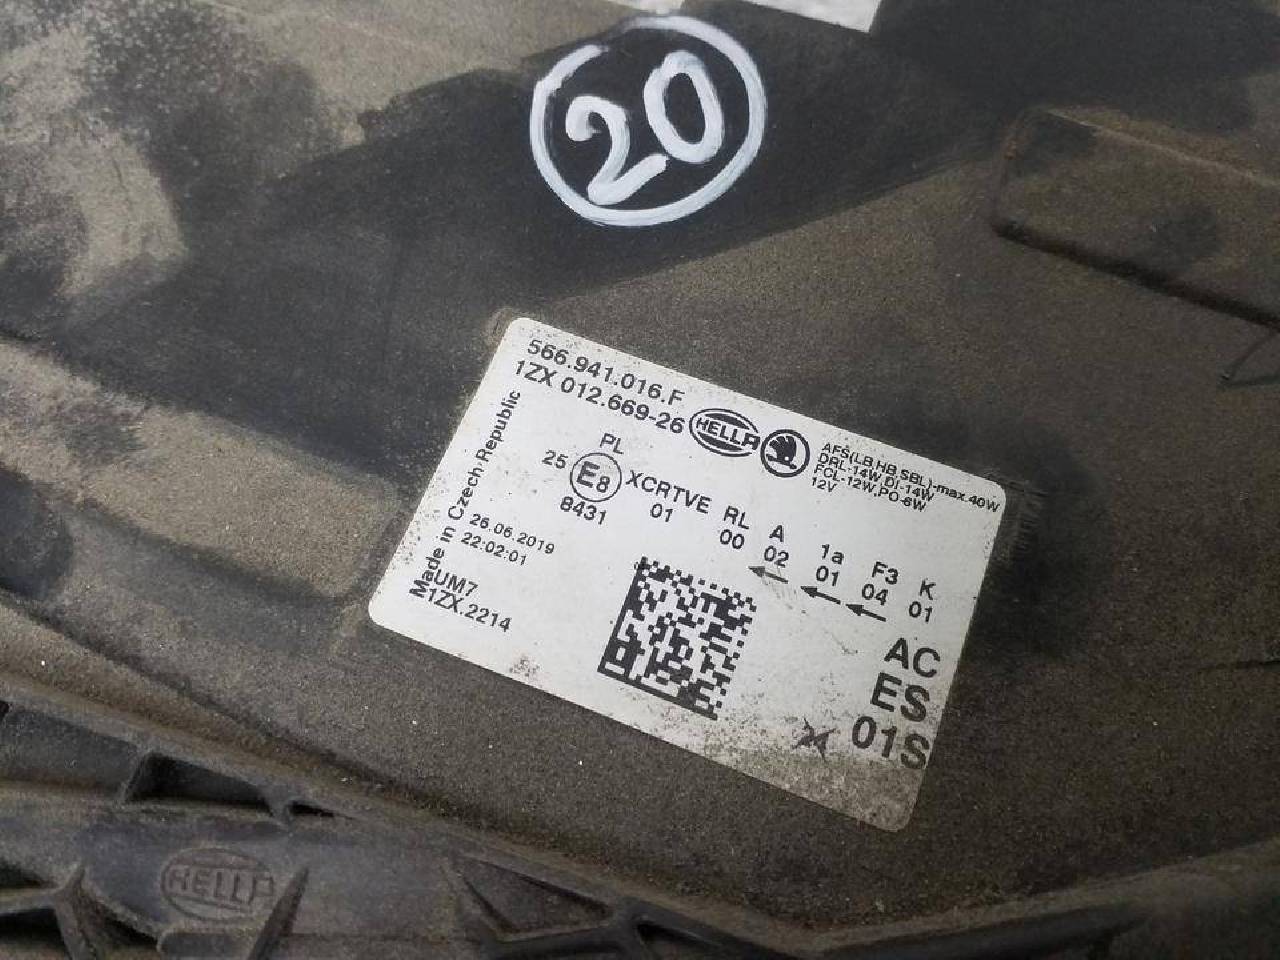 20
566.941.016.F
1ZX 012.669-26
HELLA
AFS(LB,HB,SBL)-max.40W
DRL-14W,DI-14W
FCL-12W,PO-8W
12V
Made in Czech Republic
PL
25 E8 XCRTVE RL A 1a F3 K
8431 01 00 02 01 04 01
26.06.2019
22:02:01
UM7
1ZX.2214
AC
ES
01S
HELLA